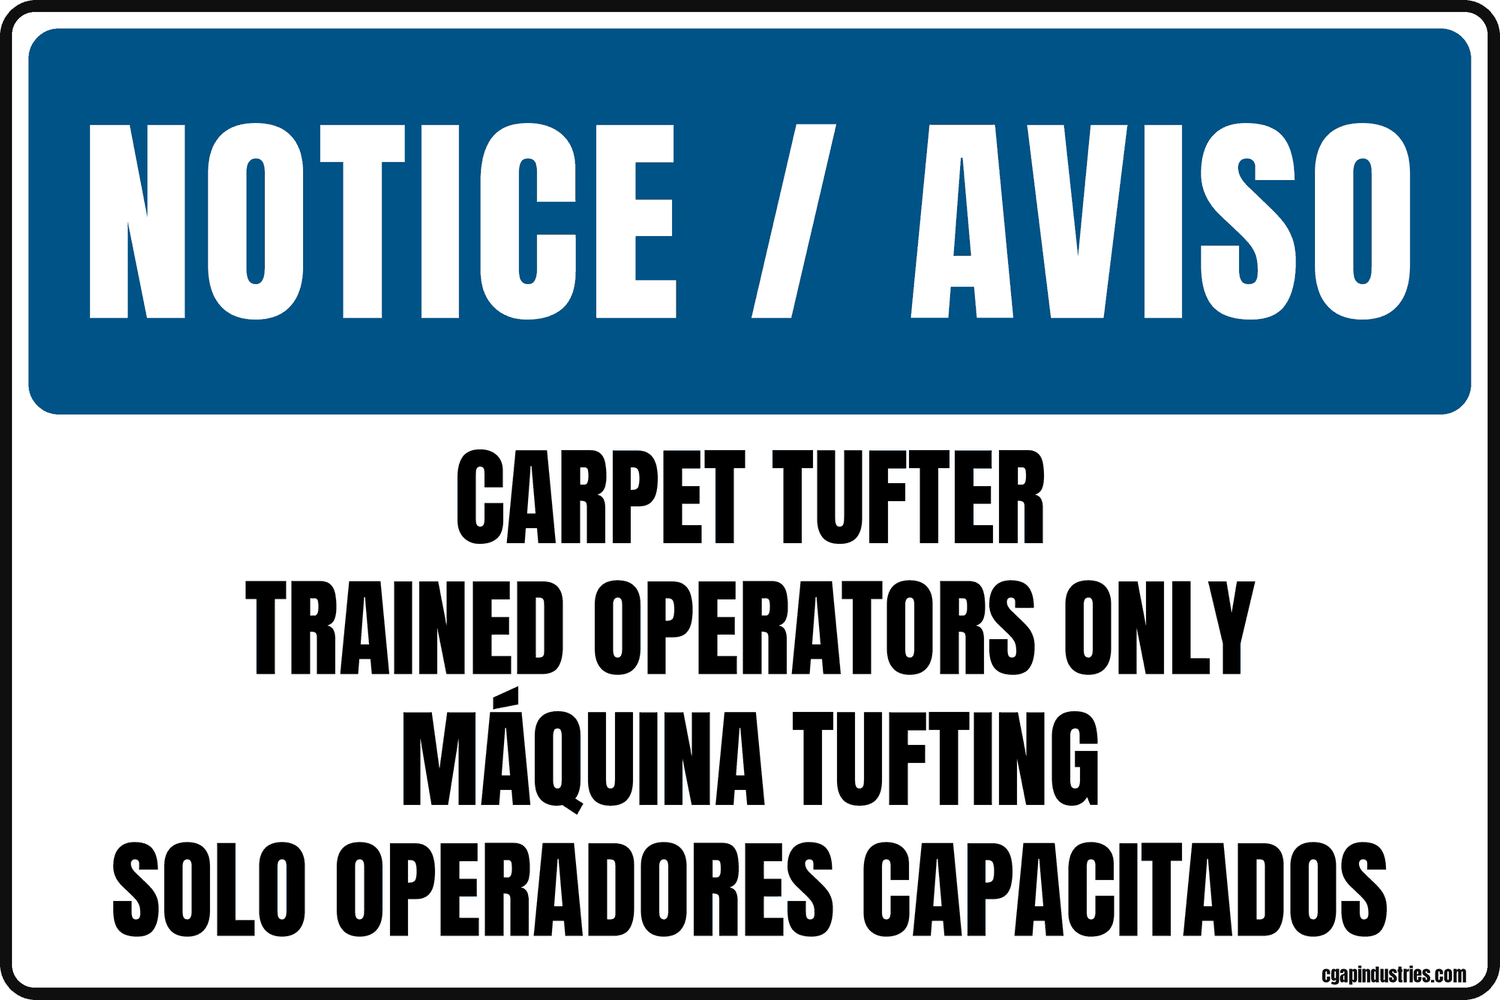 NOTICE / AVISO
CARPET TUFTER
TRAINED OPERATORS ONLY
MÁQUINA TUFTING
SOLO OPERADORES CAPACITADOS
cgapindustries.com